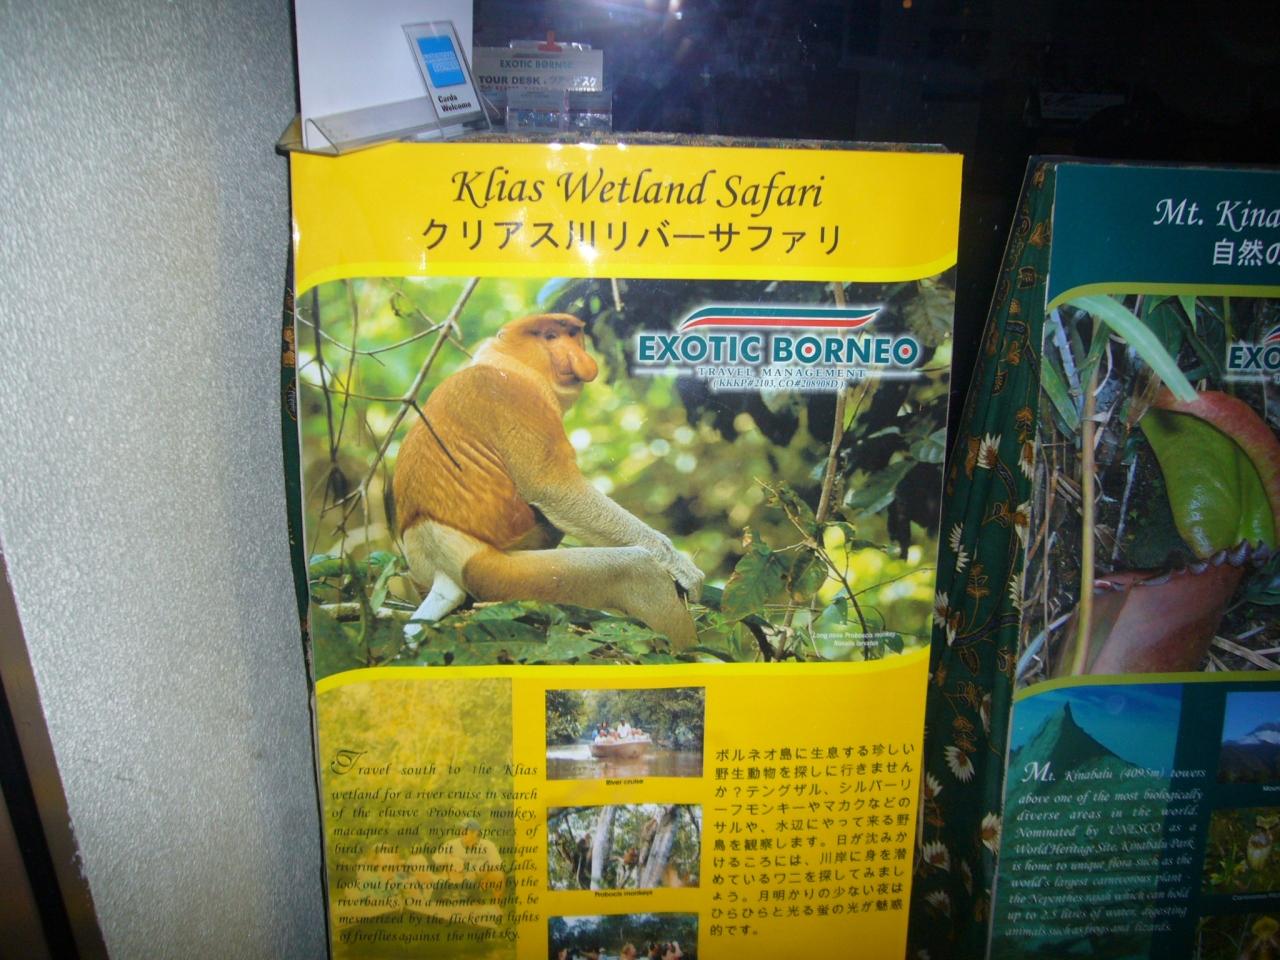 Cards
Welcome
EXOTIC BORNEO
TOUR DESK
Klias Wetland Safari
クリアス川リバーサファリ
EXOTIC BORNEO
TRAVEL MANAGEMENT
(KKKP#2103, CO#208908D)
Long nose Proboscis monkey
Nasalis larvatus
Travel south to the Klias
wetland for a river cruise in search
of the elusive Proboscis monkey,
macaques and myriad species of
birds that inhabit this unique
riverine environment. As dusk falls,
look out for crocodiles lurking by the
riverbanks. On a moonless night, be
mesmerized by the flickering lights
of fireflies against the night sky.
River cruise
Probocis monkeys
ボルネオ島に生息する珍しい
野生動物を探しに行きません
か？テングザル、シルバーリ
ーフモンキーやマカクなどの
サルや、水辺にやって来る野
鳥を観察します。日が沈みか
けるころには、川岸に身を潜
めているワニを探してみまし
ょう。月明かりの少ない夜は
ひらひらと光る蛍の光が魅惑
的です。
Mt. Kina
自然の
EXO
Mt. Kinabalu (4095m) towers
above one of the most biologically
diverse areas in the world.
Nominated by UNESCO as a
World Heritage Site, Kinabalu Park
is home to unique flora such as the
world's largest carnivorous plant -
the Nepenthes rajah which can hold
up to 2.5 litres of water, digesting
animals such as frogs and lizards.